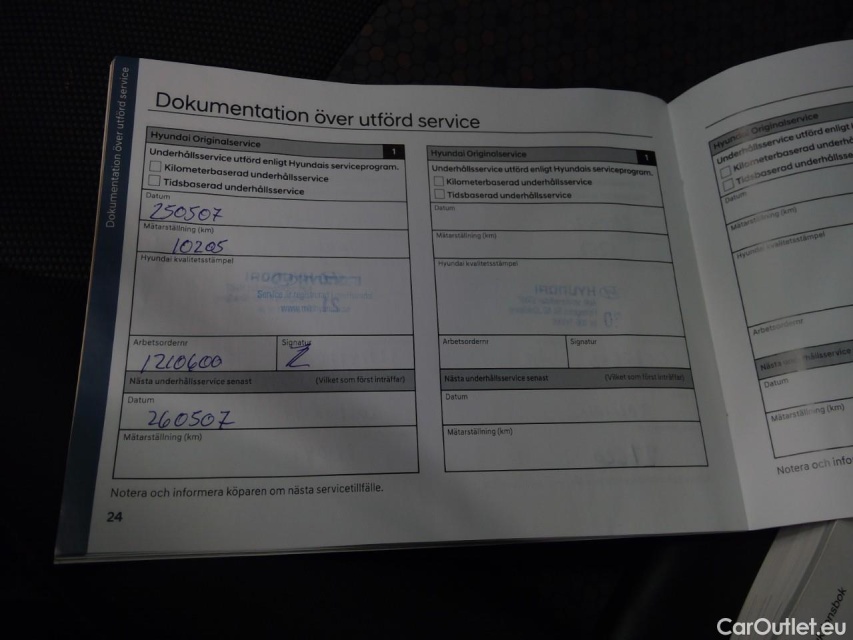 Dokumentation över utförd service
Dokumentation över utförd service
Hyundai Originalservice 1
Underhållsservice utförd enligt Hyundais serviceprogram.
Kilometerbaserad underhållsservice
Tidsbaserad underhållsservice
Datum
250507
Mätarställning (km)
10205
Hyundai kvalitetsstämpel
Arbetsordernr
Signatur
1210600
Nästa underhållsservice senast (Vilket som först inträffar)
Datum
260507
Mätarställning (km)
Hyundai Originalservice 1
Underhållsservice utförd enligt Hyundais serviceprogram.
Kilometerbaserad underhållsservice
Tidsbaserad underhållsservice
Datum
Mätarställning (km)
Hyundai kvalitetsstämpel
Arbetsordernr
Signatur
Nästa underhållsservice senast (Vilket som först inträffar)
Datum
Mätarställning (km)
Notera och informera köparen om nästa servicetillfälle.
24
Hyundai Originalservice
Underhållsservice utförd enligt
Kilometerbaserad
Tidsbaserad
Datum
Mätarställning (km)
Hyundai kvalitetsstämpel
Arbetsordernr
Nästa underhållsservice
Datum
Mätarställning (km)
Notera och
CarOutlet.eu